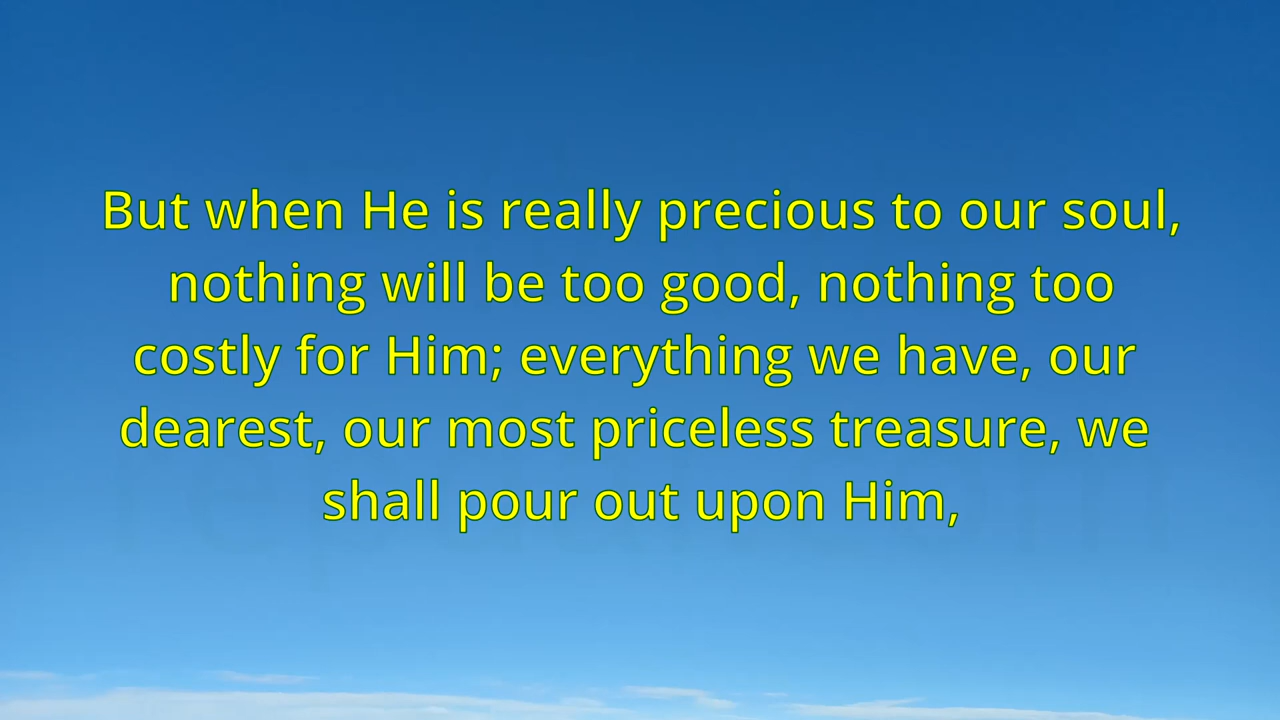 But when He is really precious to our soul,
nothing will be too good, nothing too
costly for Him; everything we have, our
dearest, our most priceless treasure, we
shall pour out upon Him,